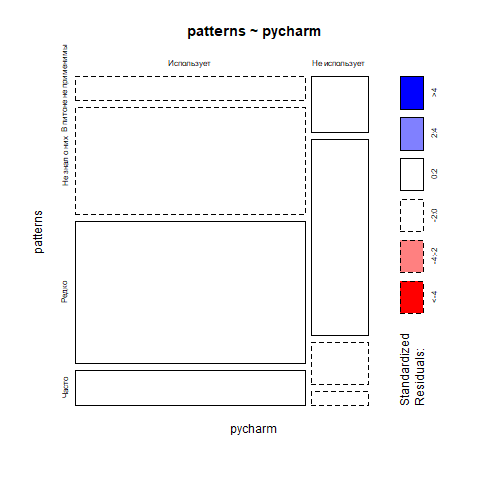 patterns ~ pycharm
Использует
Не использует
В питоне не применимы
Не знал о них
Редко
Часто
patterns
pycharm
>4
2:4
0:2
-2:0
-4:-2
<-4
Standardized
Residuals: